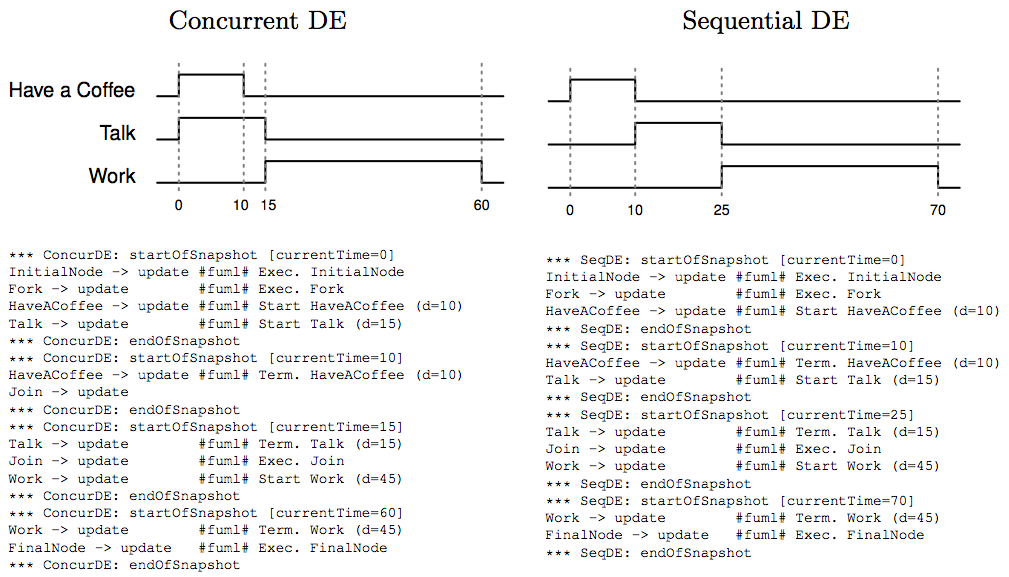 Concurrent DE
Have a Coffee
Talk
Work
0 10 15 60
*** ConcurDE: startOfSnapshot [currentTime=0]
InitialNode -> update #fuml# Exec. InitialNode
Fork -> update #fuml# Exec. Fork
HaveACoffee -> update #fuml# Start HaveACoffee (d=10)
Talk -> update #fuml# Start Talk (d=15)
*** ConcurDE: endOfSnapshot
*** ConcurDE: startOfSnapshot [currentTime=10]
HaveACoffee -> update #fuml# Term. HaveACoffee (d=10)
Join -> update
*** ConcurDE: endOfSnapshot
*** ConcurDE: startOfSnapshot [currentTime=15]
Talk -> update #fuml# Term. Talk (d=15)
Join -> update #fuml# Exec. Join
Work -> update #fuml# Start Work (d=45)
*** ConcurDE: endOfSnapshot
*** ConcurDE: startOfSnapshot [currentTime=60]
Work -> update #fuml# Term. Work (d=45)
FinalNode -> update #fuml# Exec. FinalNode
*** ConcurDE: endOfSnapshot
Sequential DE
0 10 25 70
*** SeqDE: startOfSnapshot [currentTime=0]
InitialNode -> update #fuml# Exec. InitialNode
Fork -> update #fuml# Exec. Fork
HaveACoffee -> update #fuml# Start HaveACoffee (d=10)
*** SeqDE: endOfSnapshot
*** SeqDE: startOfSnapshot [currentTime=10]
HaveACoffee -> update #fuml# Term. HaveACoffee (d=10)
Talk -> update #fuml# Start Talk (d=15)
*** SeqDE: endOfSnapshot
*** SeqDE: startOfSnapshot [currentTime=25]
Talk -> update #fuml# Term. Talk (d=15)
Join -> update #fuml# Exec. Join
Work -> update #fuml# Start Work (d=45)
*** SeqDE: endOfSnapshot
*** SeqDE: startOfSnapshot [currentTime=70]
Work -> update #fuml# Term. Work (d=45)
FinalNode -> update #fuml# Exec. FinalNode
*** SeqDE: endOfSnapshot